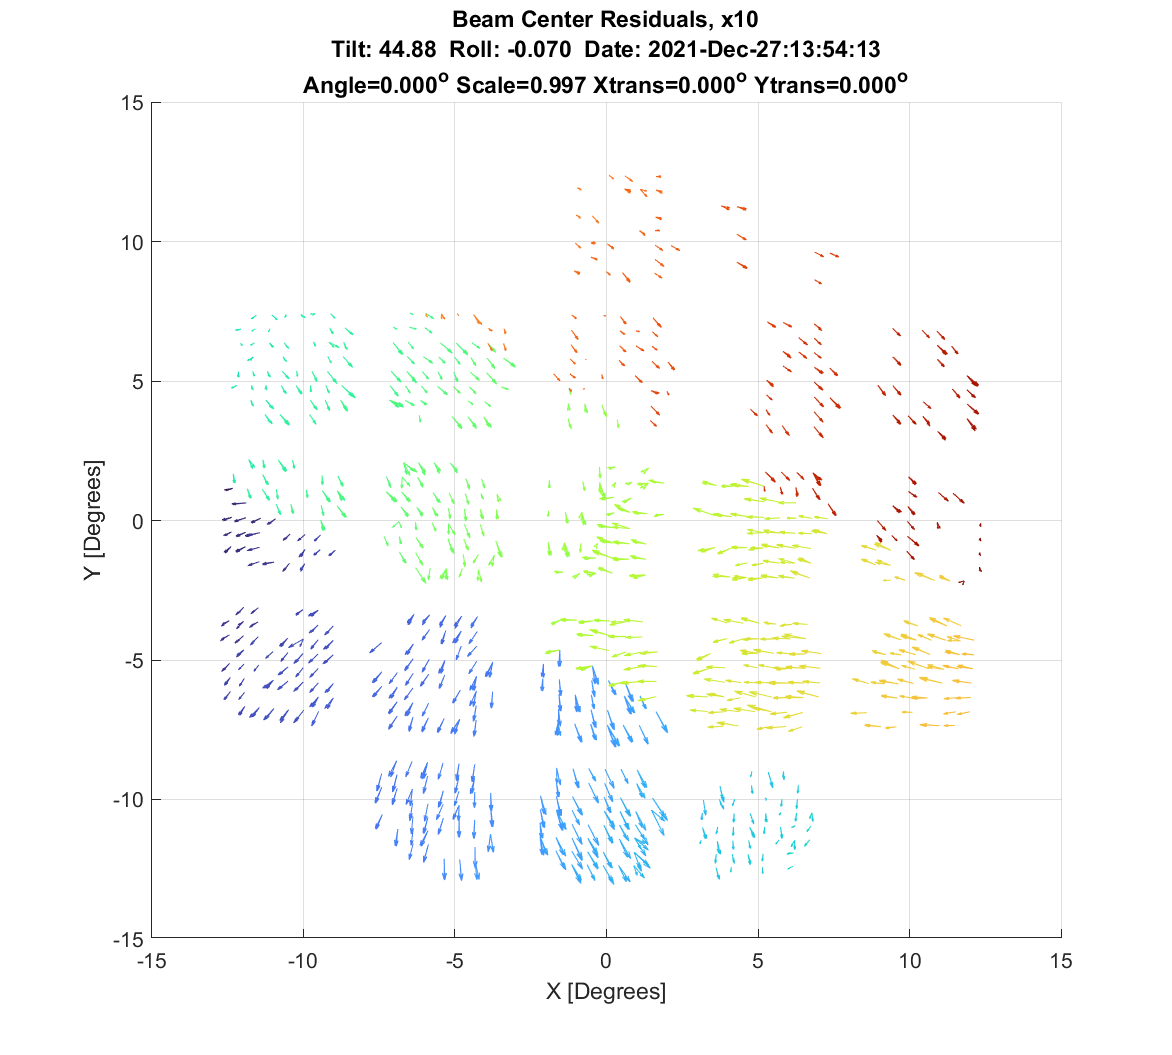 Beam Center Residuals, x10
Tilt: 44.88 Roll: -0.070 Date: 2021-Dec-27:13:54:13
Angle=0.000° Scale=0.997 Xtrans=0.000° Ytrans=0.000°
15
10
5
0
-5
-10
-15
Y [Degrees]
-15 -10 -5 0 5 10 15
X [Degrees]